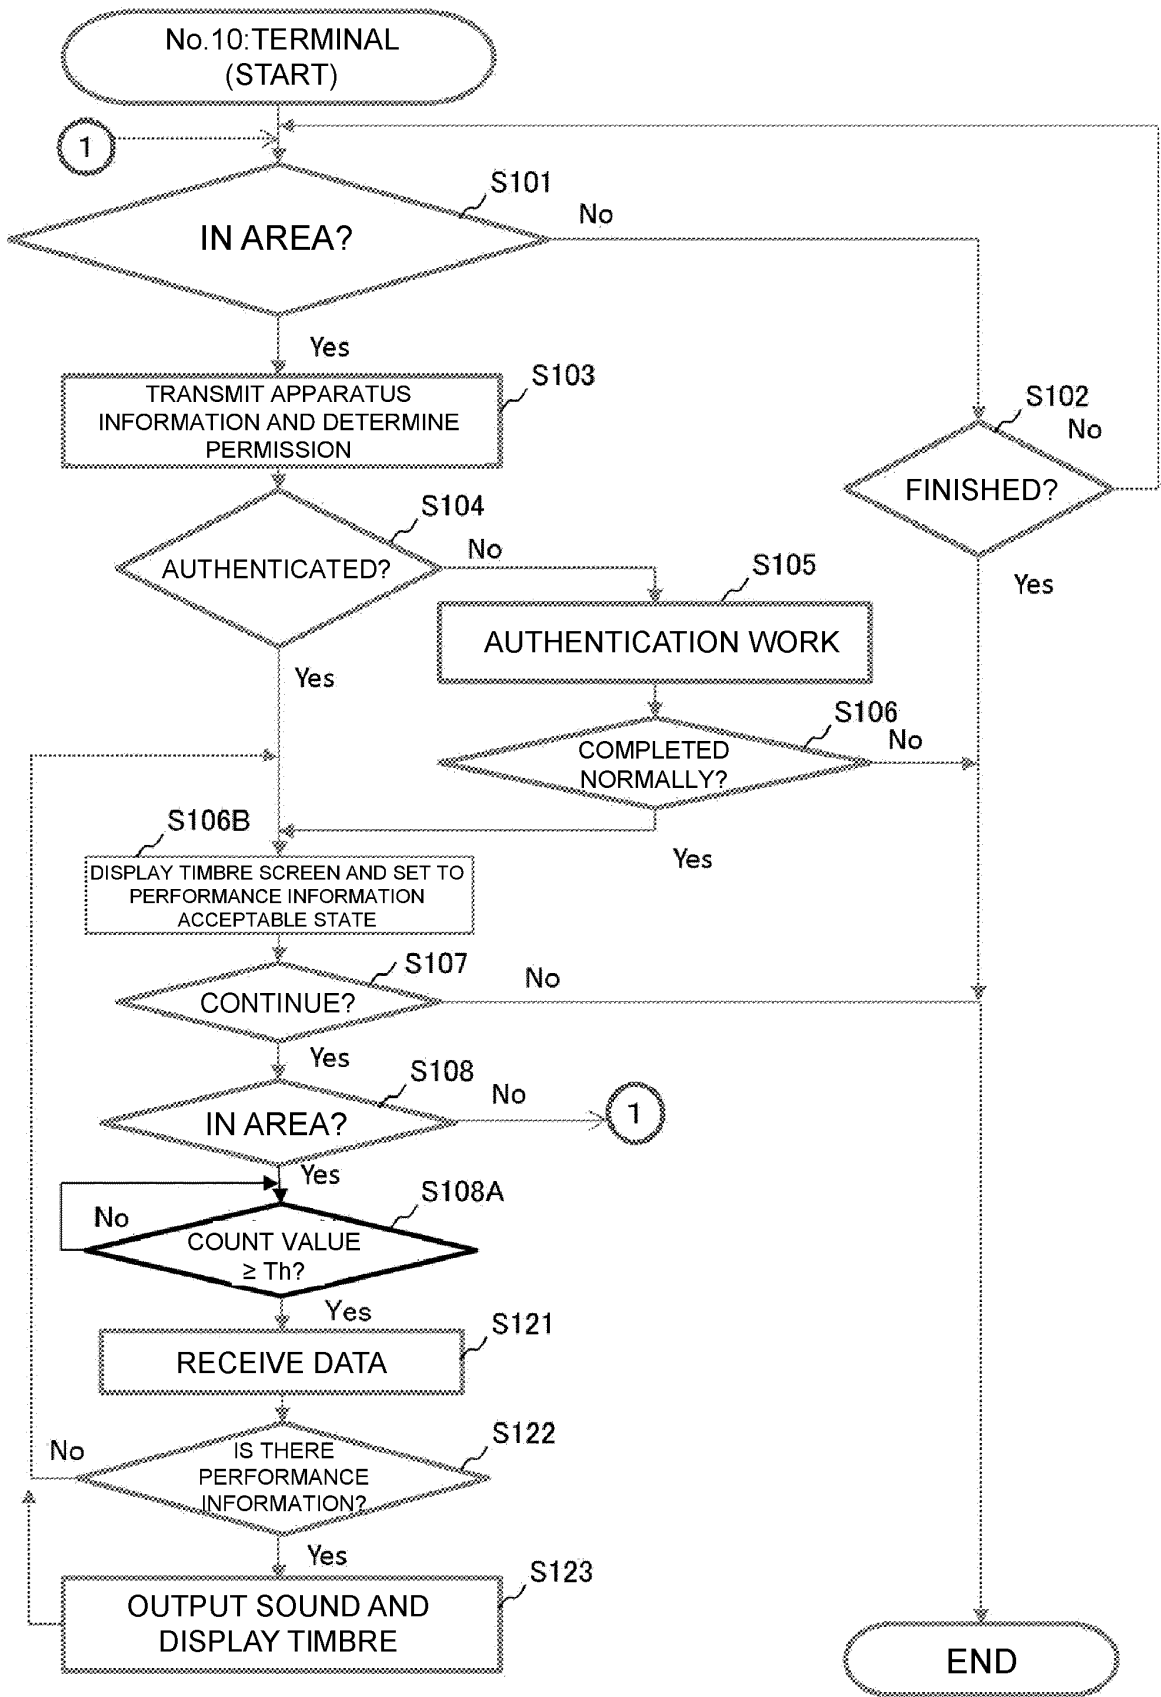 No.10:TERMINAL
(START)
1
S101
No
IN AREA?
Yes
S103
TRANSMIT APPARATUS
INFORMATION AND DETERMINE
PERMISSION
S102
No
FINISHED?
Yes
S104
No
AUTHENTICATED?
Yes
S105
AUTHENTICATION WORK
S106
No
COMPLETED
NORMALLY?
Yes
S106B
DISPLAY TIMBRE SCREEN AND SET TO
PERFORMANCE INFORMATION
ACCEPTABLE STATE
S107
No
CONTINUE?
Yes
S108
No
IN AREA?
1
Yes
S108A
No
COUNT VALUE
≥ Th?
Yes
S121
RECEIVE DATA
S122
No
IS THERE
PERFORMANCE
INFORMATION?
Yes
S123
OUTPUT SOUND AND
DISPLAY TIMBRE
END